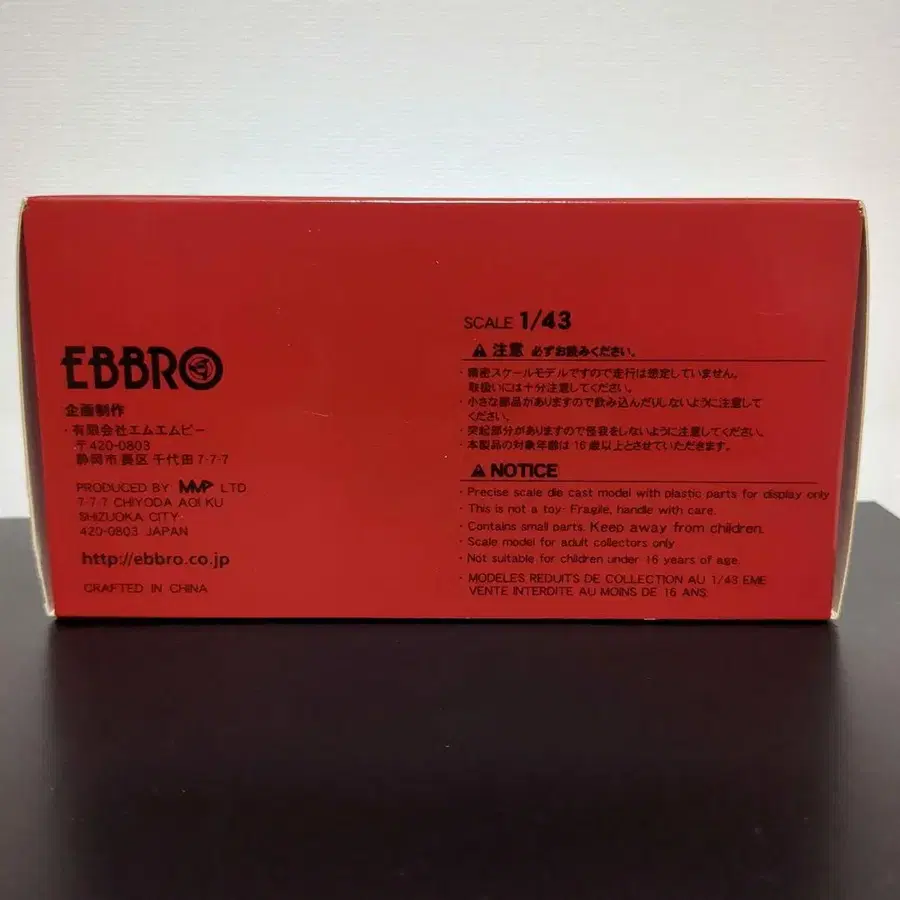 EBBRO
企画制作
・有限会社エムエムピー
〒420-0803
静岡市葵区千代田7-7-7
PRODUCED BY MMP LTD
7-7-7 CHIYODA AOI KU
SHIZUOKA CITY
420-0803 JAPAN
http://ebbro.co.jp
CRAFTED IN CHINA
SCALE 1/43
⚠ 注意 必ずお読みください。
・精密スケールモデルですので走行は想定していません。
取扱いには十分注意してください。
・小さな部品がありますので飲み込んだりしないように注意して
ください。
・突起部分がありますので怪我をしないように注意してください。
・本製品の対象年齢は16歳以上とさせていただきます。
⚠ NOTICE
・Precise scale die cast model with plastic parts for display only
・This is not a toy・Fragile, handle with care.
・Contains small parts. Keep away from children.
・Scale model for adult collectors only
・Not suitable for children under 16 years of age.
・MODELES REDUITS DE COLLECTION AU 1/43 EME
VENTE INTERDITE AU MOINS DE 16 ANS.